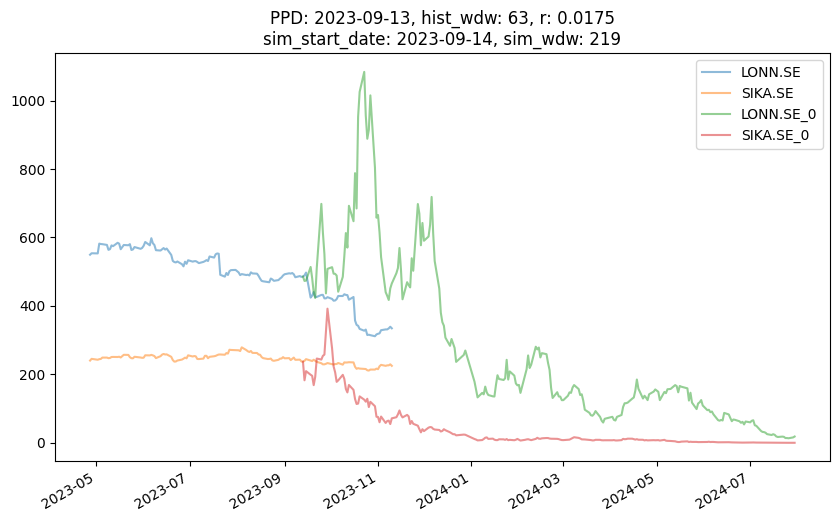 PPD: 2023-09-13, hist_wdw: 63, r: 0.0175
sim_start_date: 2023-09-14, sim_wdw: 219
LONN.SE
SIKA.SE
LONN.SE_0
SIKA.SE_0
1000
800
600
400
200
0
2023-05
2023-07
2023-09
2023-11
2024-01
2024-03
2024-05
2024-07